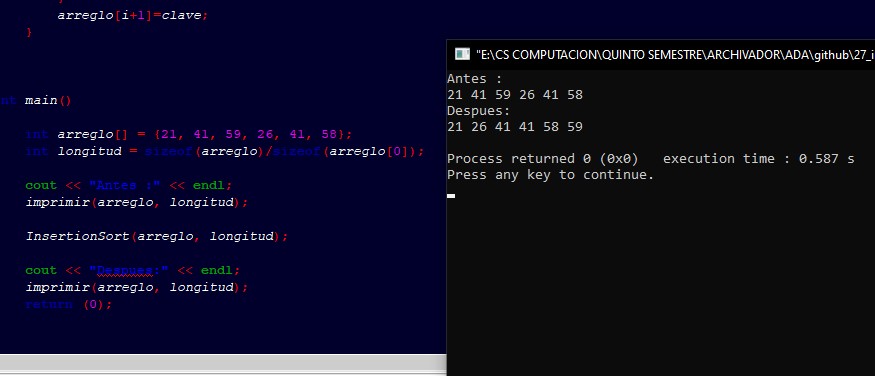 arreglo[i+1]=clave;
}
int main()
int arreglo[] = {21, 41, 59, 26, 41, 58};
int longitud = sizeof(arreglo)/sizeof(arreglo[0]);
cout << "Antes :" << endl;
imprimir(arreglo, longitud);
InsertionSort(arreglo, longitud);
cout << "Despues:" << endl;
imprimir(arreglo, longitud);
return (0);
"E:\CS COMPUTACION\QUINTO SEMESTRE\ARCHIVADOR\ADA\github\27_i
Antes :
21 41 59 26 41 58
Despues:
21 26 41 41 58 59
Process returned 0 (0x0)   execution time : 0.587 s
Press any key to continue.